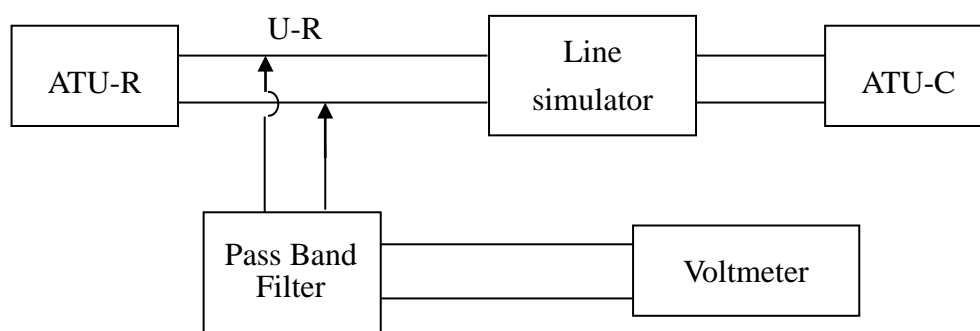 U-R
ATU-R
Line
simulator
ATU-C
Pass Band
Filter
Voltmeter